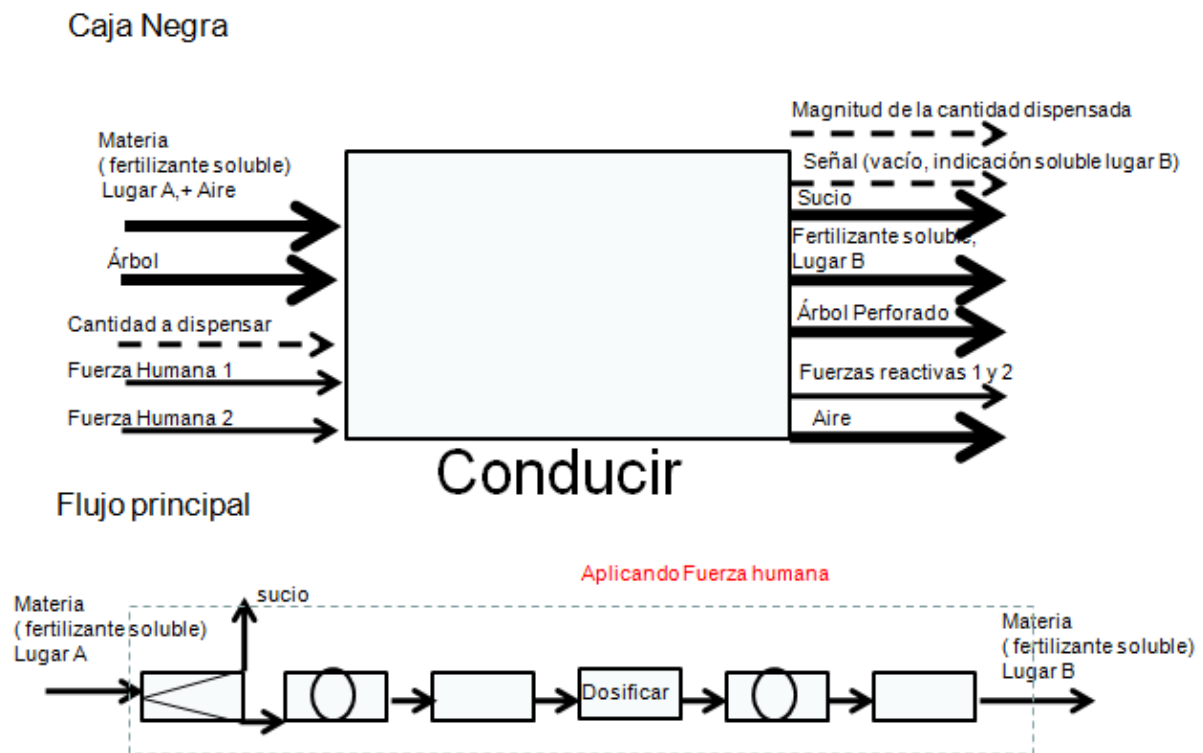 Caja Negra
Materia
( fertilizante soluble)
Lugar A,+ Aire
Árbol
Cantidad a dispensar
Fuerza Humana 1
Fuerza Humana 2
Magnitud de la cantidad dispensada
Señal (vacío, indicación soluble lugar B)
Sucio
Fertilizante soluble,
Lugar B
Árbol Perforado
Fuerzas reactivas 1 y 2
Aire
Conducir
Flujo principal
Aplicando Fuerza humana
Materia
( fertilizante soluble)
Lugar A
sucio
Dosificar
Materia
( fertilizante soluble)
Lugar B